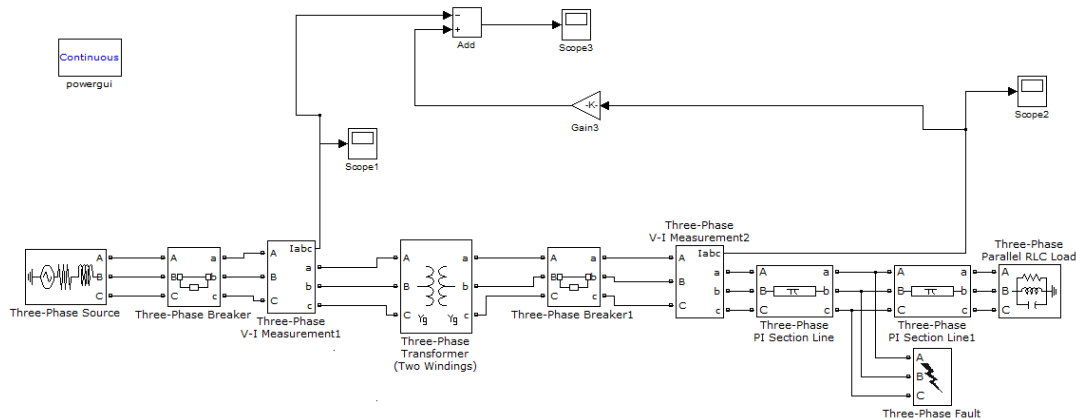 Continuous
powergui
−
+
Add
Scope3
-K-
Gain3
Scope2
Scope1
A
B
C
Three-Phase Source
A
B
C
a
b
c
Three-Phase Breaker
A
B
C
Iabc
a
b
c
Three-Phase
V-I Measurement1
A
B
C
a
b
c
Yg
Yg
Three-Phase
Transformer
(Two Windings)
A
B
C
a
b
c
Three-Phase Breaker1
Three-Phase
V-I Measurement2
A
B
C
Iabc
a
b
c
A
B
C
a
b
c
Three-Phase
PI Section Line
A
B
C
a
b
c
Three-Phase
PI Section Line1
Three-Phase
Parallel RLC Load
A
B
C
A
B
C
Three-Phase Fault